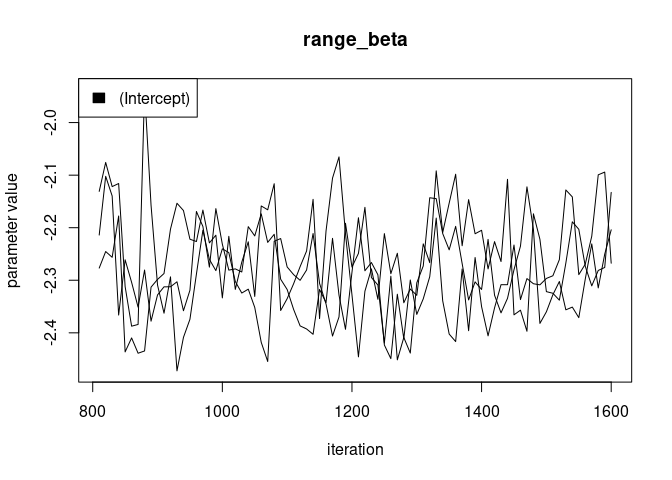 range_beta
(Intercept)
parameter value
-2.0
-2.1
-2.2
-2.3
-2.4
800 1000 1200 1400 1600
iteration